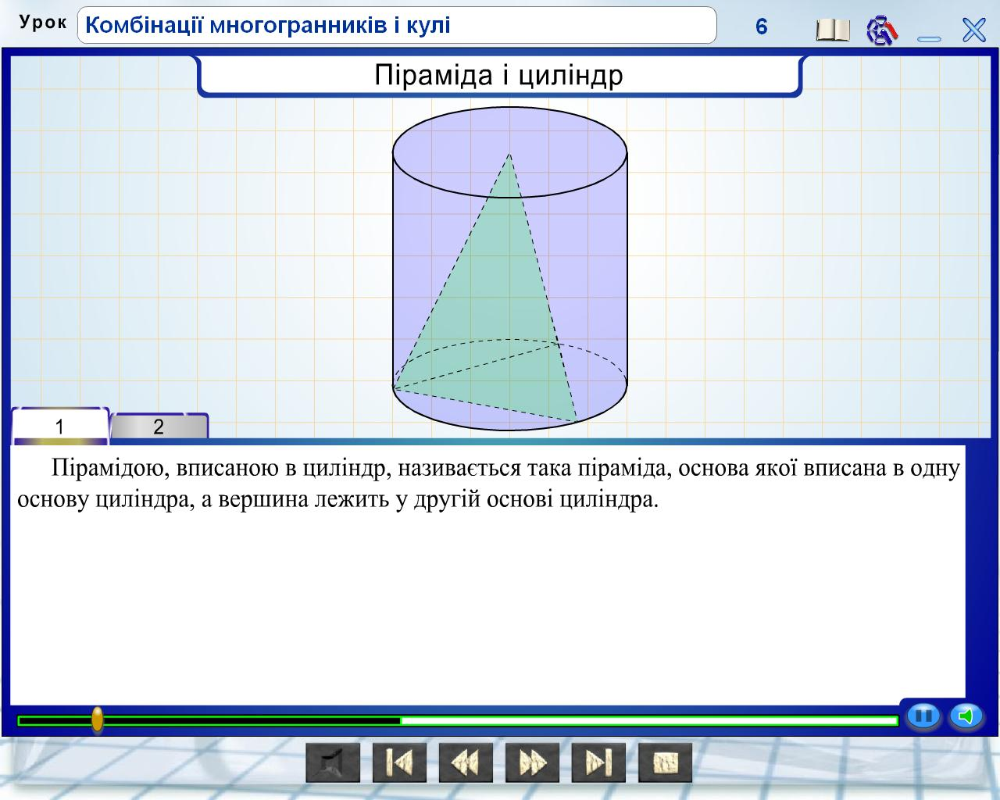 Урок
Комбінації многогранників і кулі
6
Піраміда і циліндр
1
2
Пірамідою, вписаною в циліндр, називається така піраміда, основа якої вписана в одну
основу циліндра, а вершина лежить у другій основі циліндра.